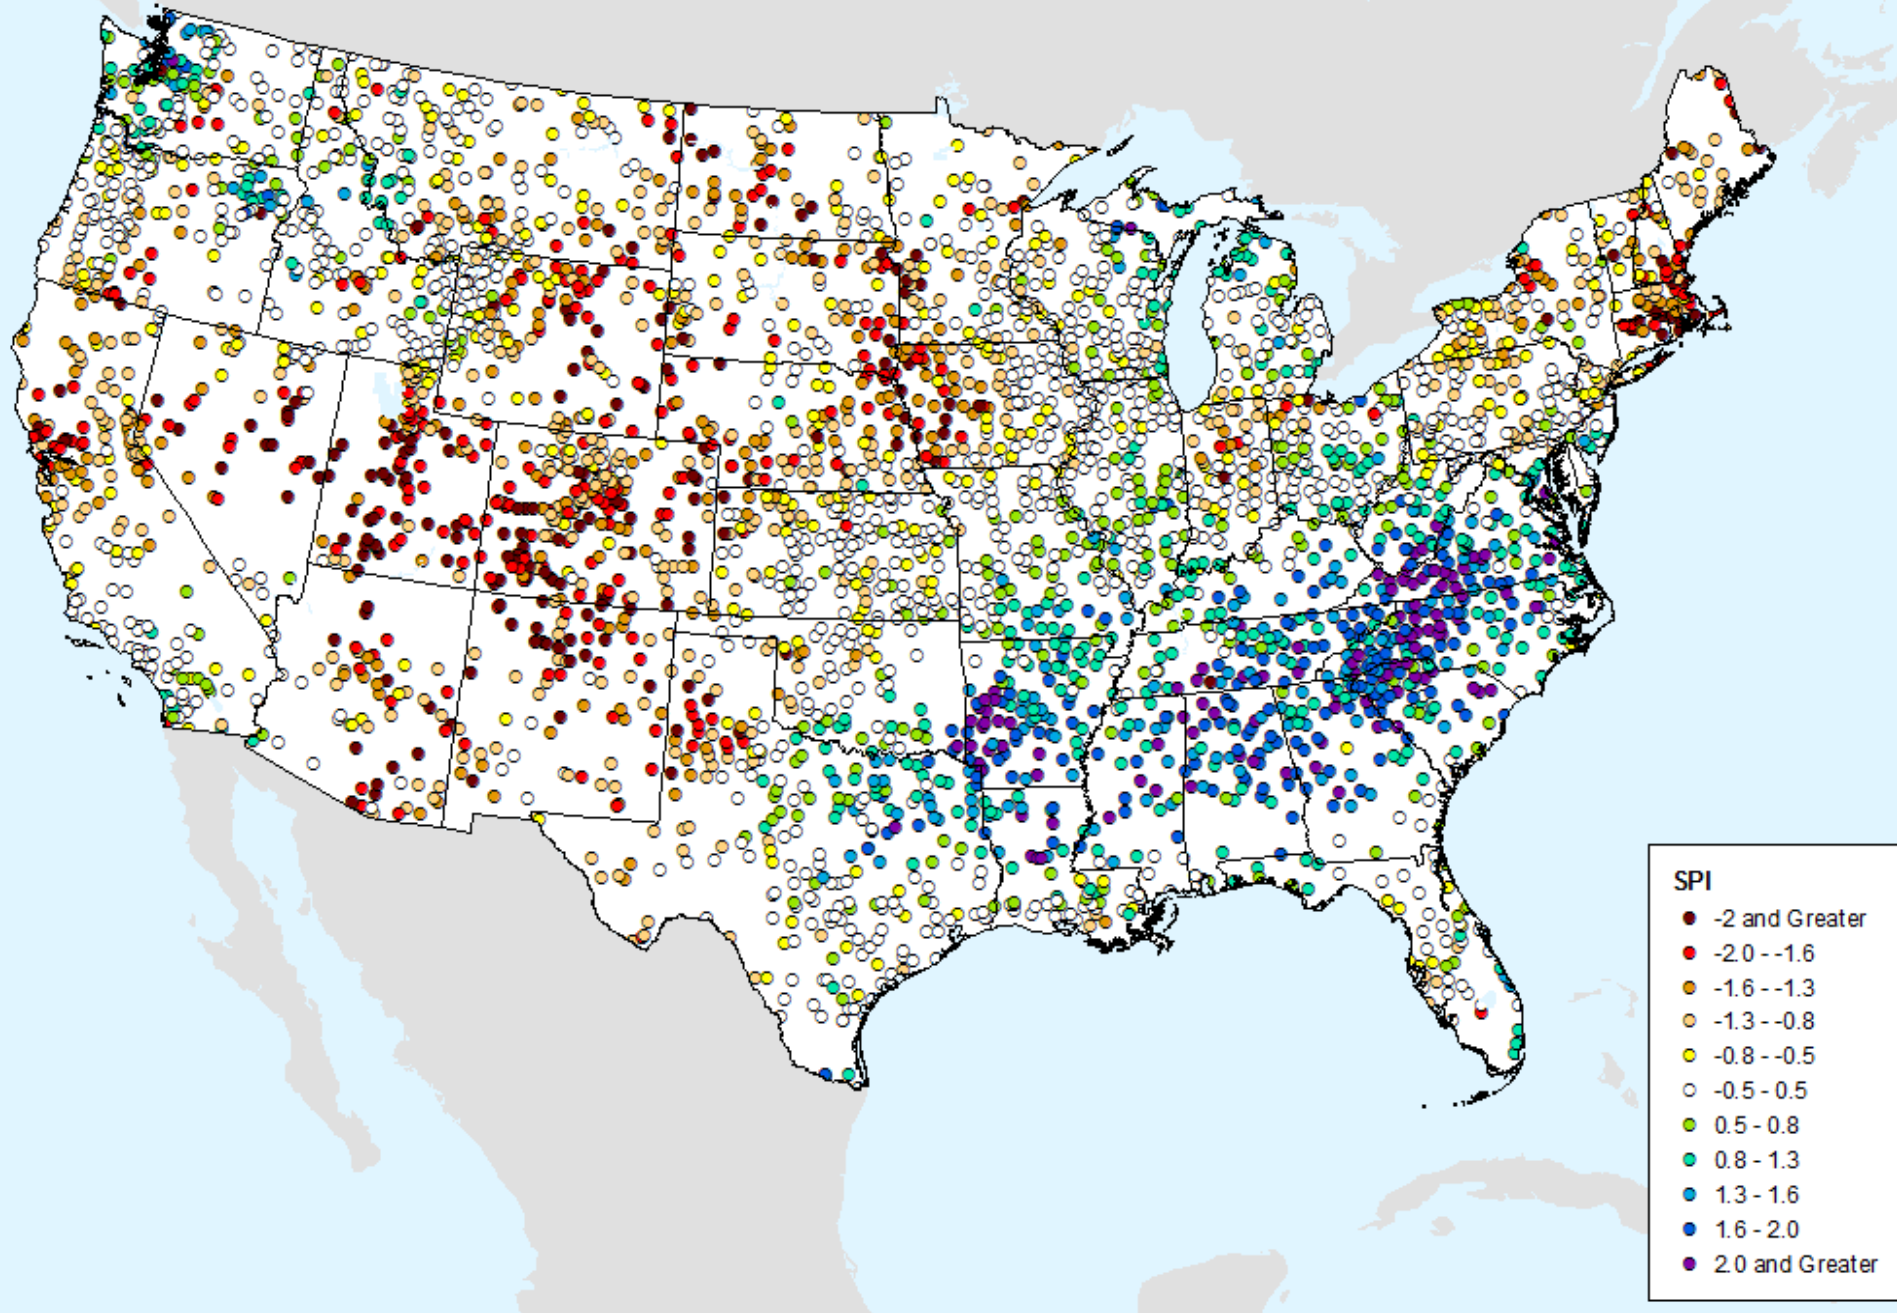 SPI
-2 and Greater
-2.0 - -1.6
-1.6 - -1.3
-1.3 - -0.8
-0.8 - -0.5
-0.5 - 0.5
0.5 - 0.8
0.8 - 1.3
1.3 - 1.6
1.6 - 2.0
2.0 and Greater